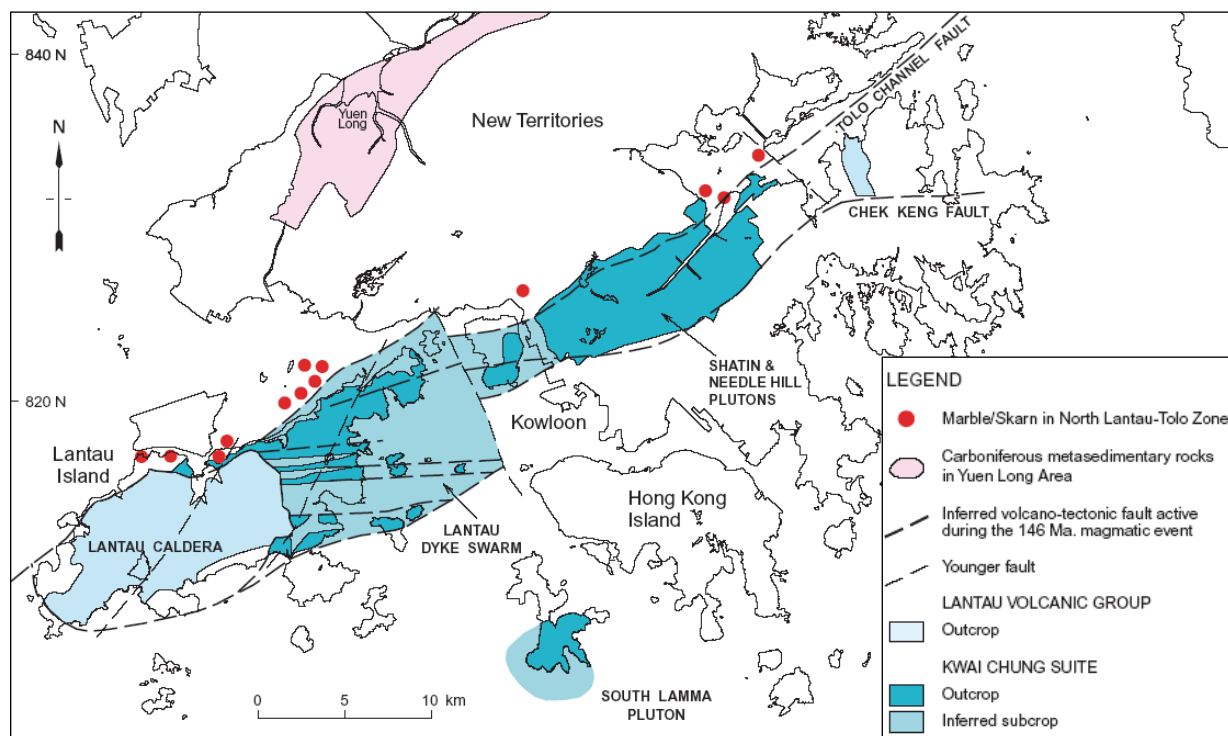 840 N
N
820 N
Yuen
Long
New Territories
TOLO CHANNEL FAULT
CHEK KENG FAULT
SHATIN &
NEEDLE HILL
PLUTONS
Kowloon
Lantau
Island
Hong Kong
Island
LANTAU CALDERA
LANTAU
DYKE SWARM
SOUTH LAMMA
PLUTON
0 5 10 km
LEGEND
Marble/Skarn in North Lantau-Tolo Zone
Carboniferous metasedimentary rocks
in Yuen Long Area
Inferred volcano-tectonic fault active
during the 146 Ma. magmatic event
Younger fault
LANTAU VOLCANIC GROUP
Outcrop
KWAI CHUNG SUITE
Outcrop
Inferred subcrop